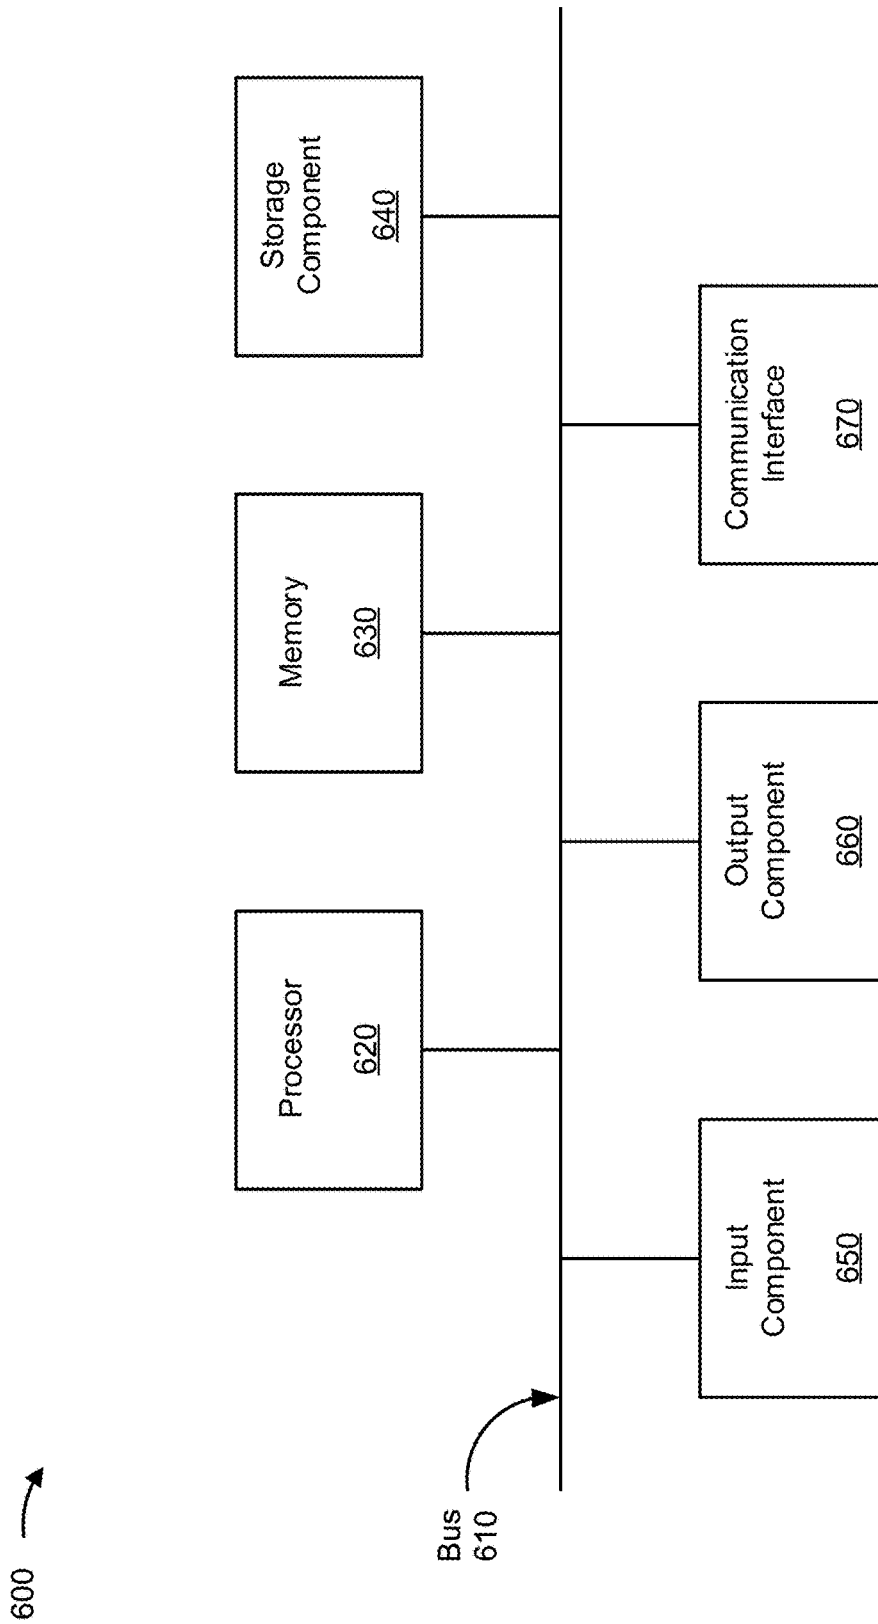 600
Processor
620
Memory
630
Storage
Component
640
Bus
610
Input
Component
650
Output
Component
660
Communication
Interface
670